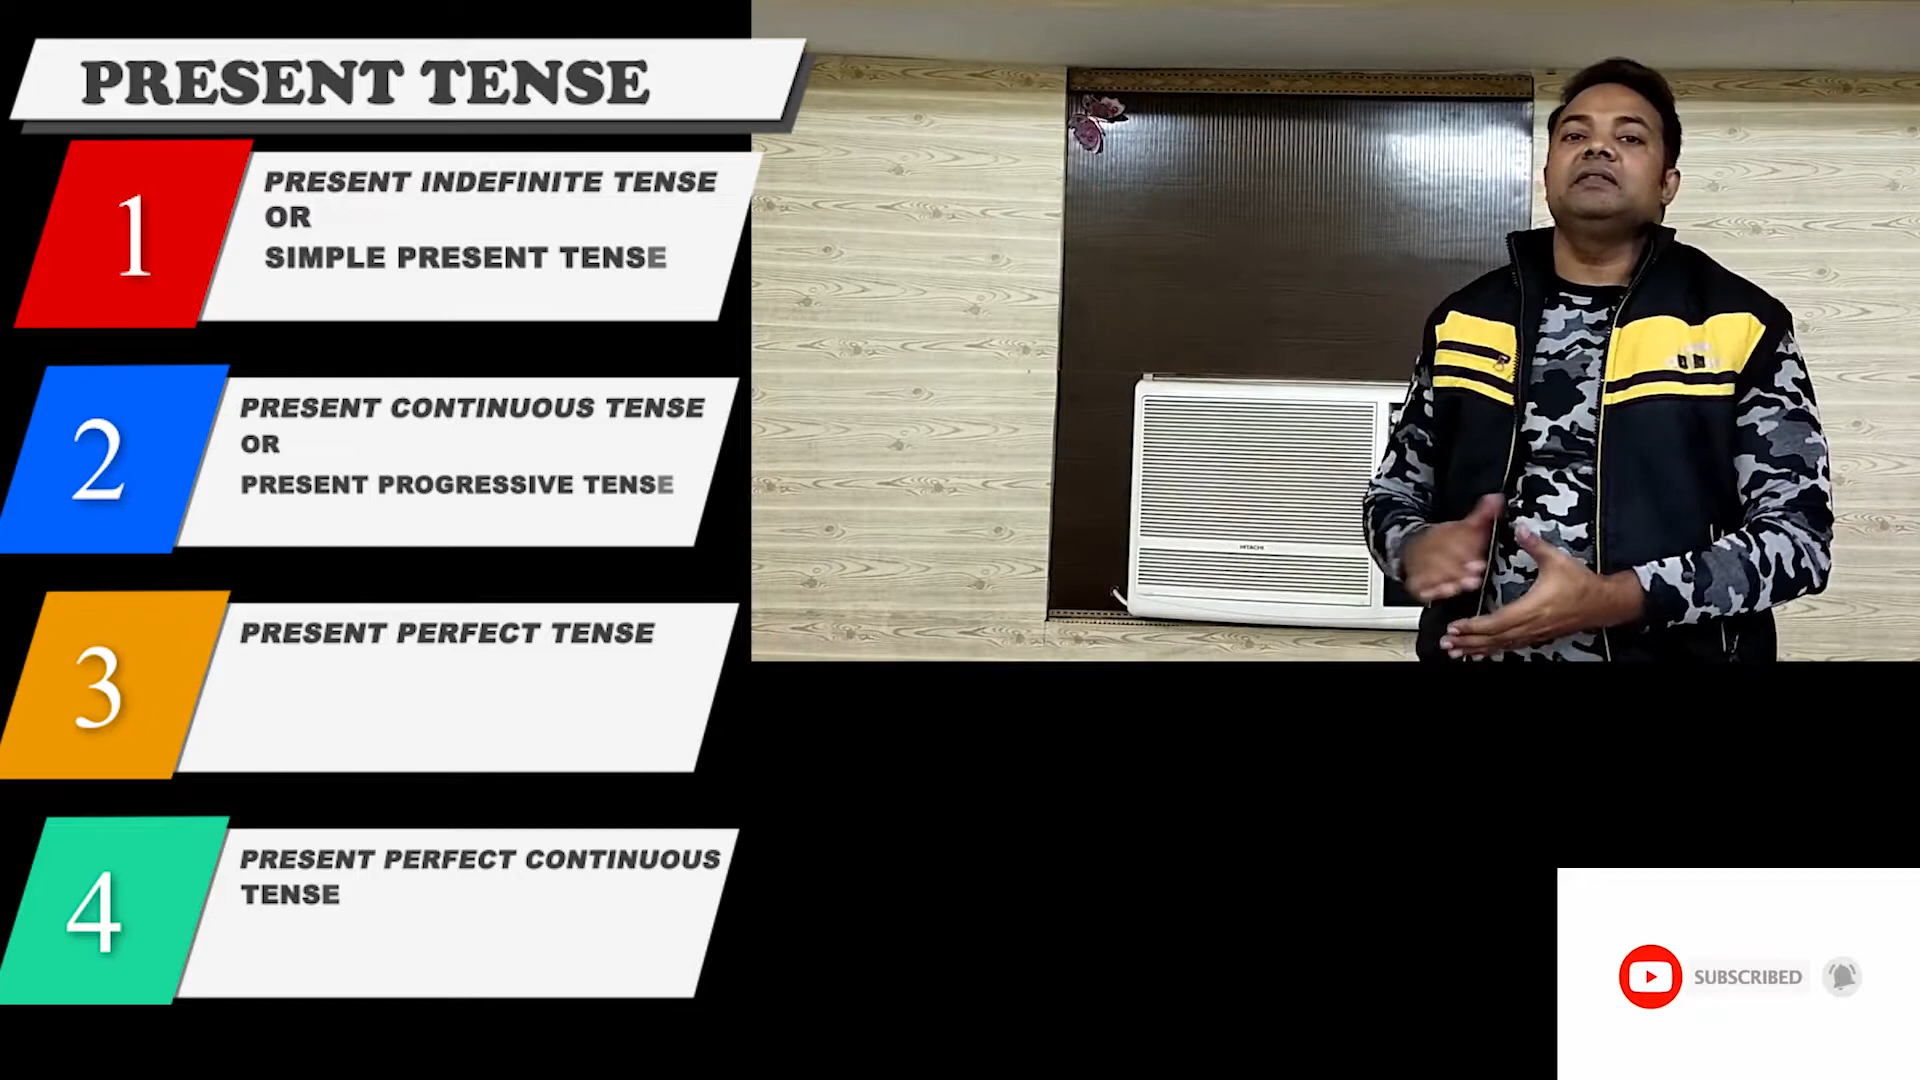 PRESENT TENSE
1
PRESENT INDEFINITE TENSE
OR
SIMPLE PRESENT TENSE
2
PRESENT CONTINUOUS TENSE
OR
PRESENT PROGRESSIVE TENSE
3
PRESENT PERFECT TENSE
4
PRESENT PERFECT CONTINUOUS
TENSE
HITACHI
SUBSCRIBED